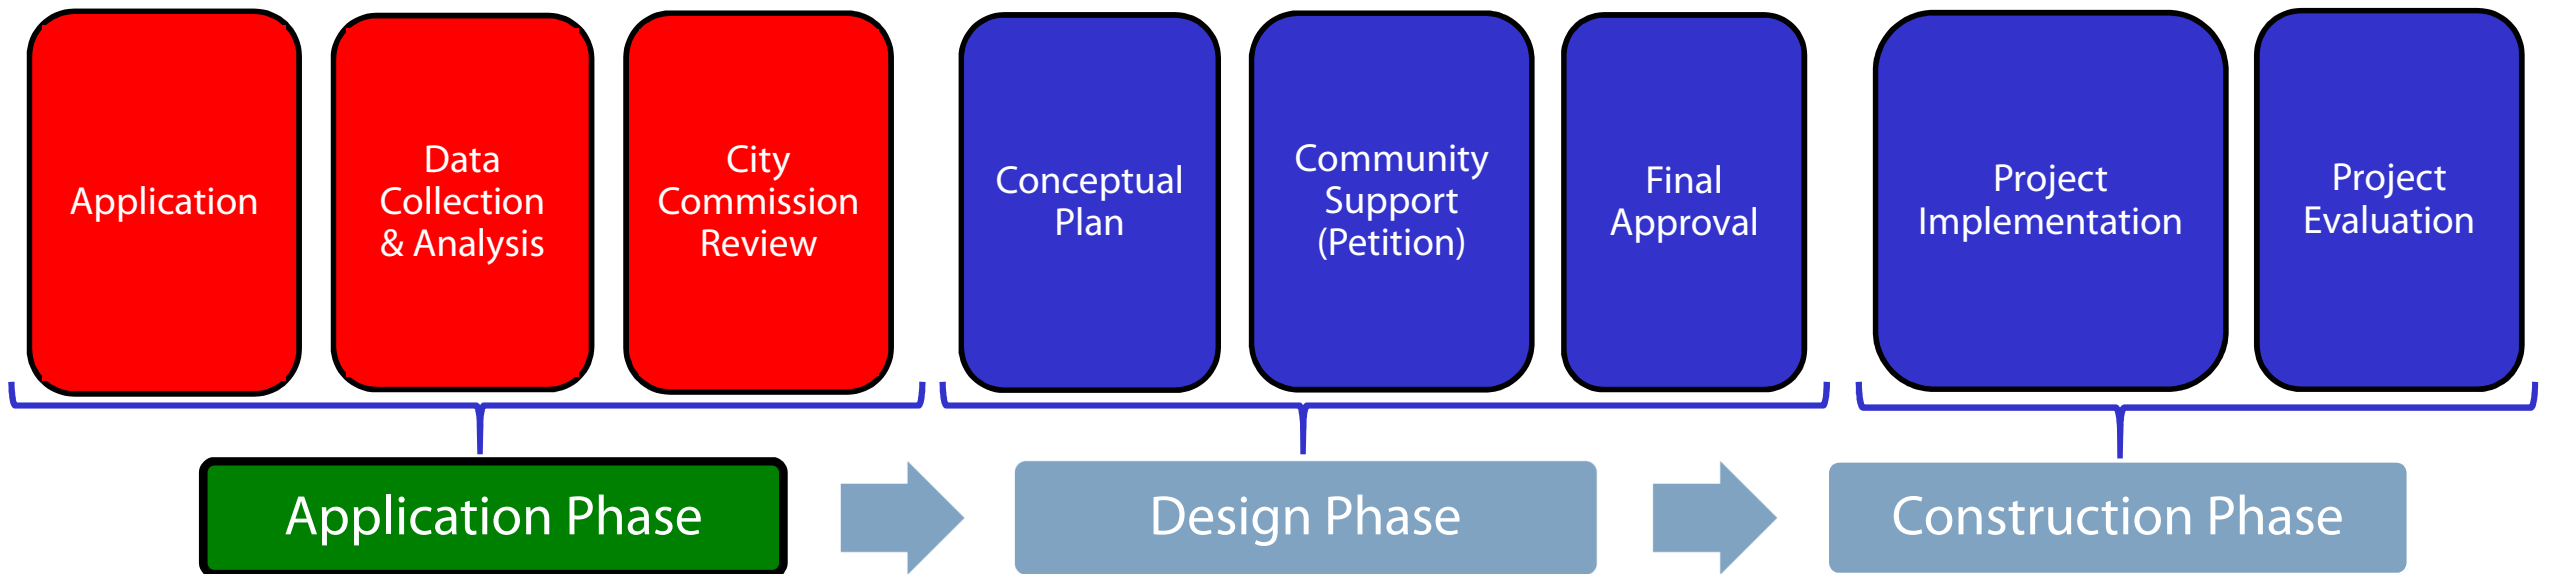 Application
Data
Collection
& Analysis
City
Commission
Review
Conceptual
Plan
Community
Support
(Petition)
Final
Approval
Project
Implementation
Project
Evaluation
Application Phase
Design Phase
Construction Phase